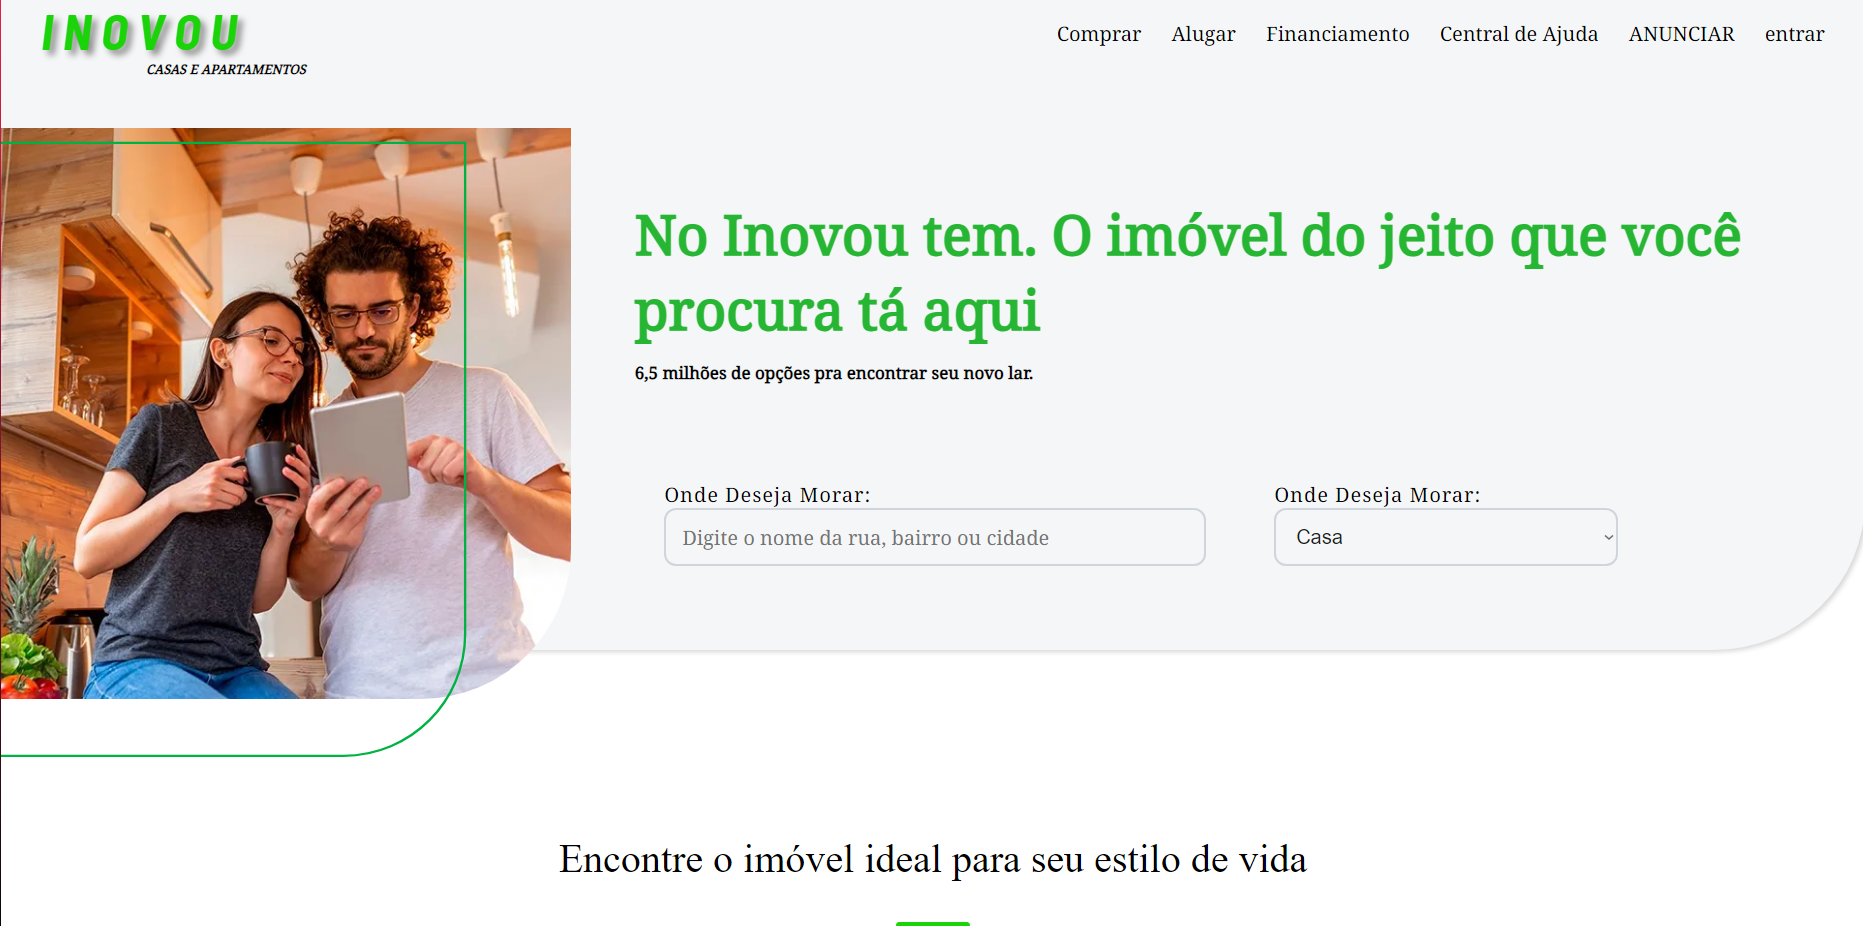 INOVOU
CASAS E APARTAMENTOS
Comprar Alugar Financiamento Central de Ajuda ANUNCIAR entrar
No Inovou tem. O imóvel do jeito que você
procura tá aqui
6,5 milhões de opções pra encontrar seu novo lar.
Onde Deseja Morar: Onde Deseja Morar:
Digite o nome da rua, bairro ou cidade Casa
Encontre o imóvel ideal para seu estilo de vida